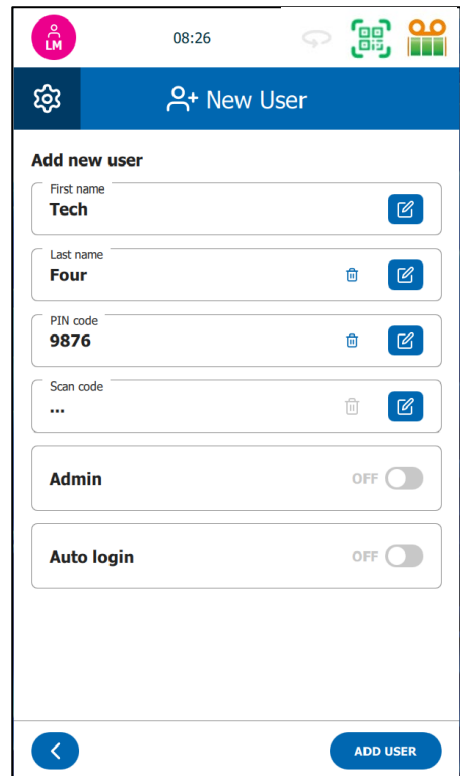 LM
08:26
New User
Add new user
First name
Tech
Last name
Four
PIN code
9876
Scan code
...
Admin
OFF
Auto login
OFF
ADD USER